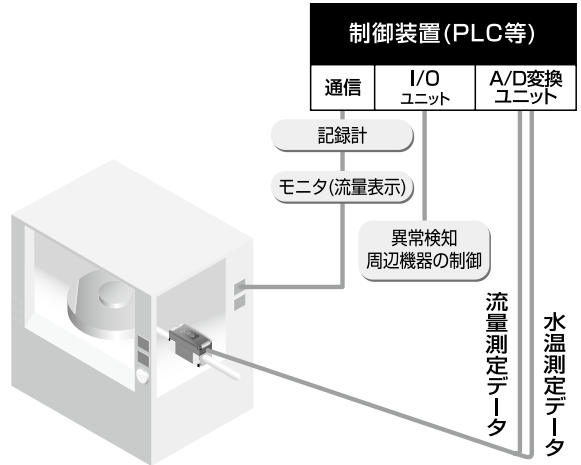 制御装置(PLC等)
通信
I/O
ユニット
A/D変換
ユニット
記録計
モニタ(流量表示)
異常検知
周辺機器の制御
流量測定データ
水温測定データ